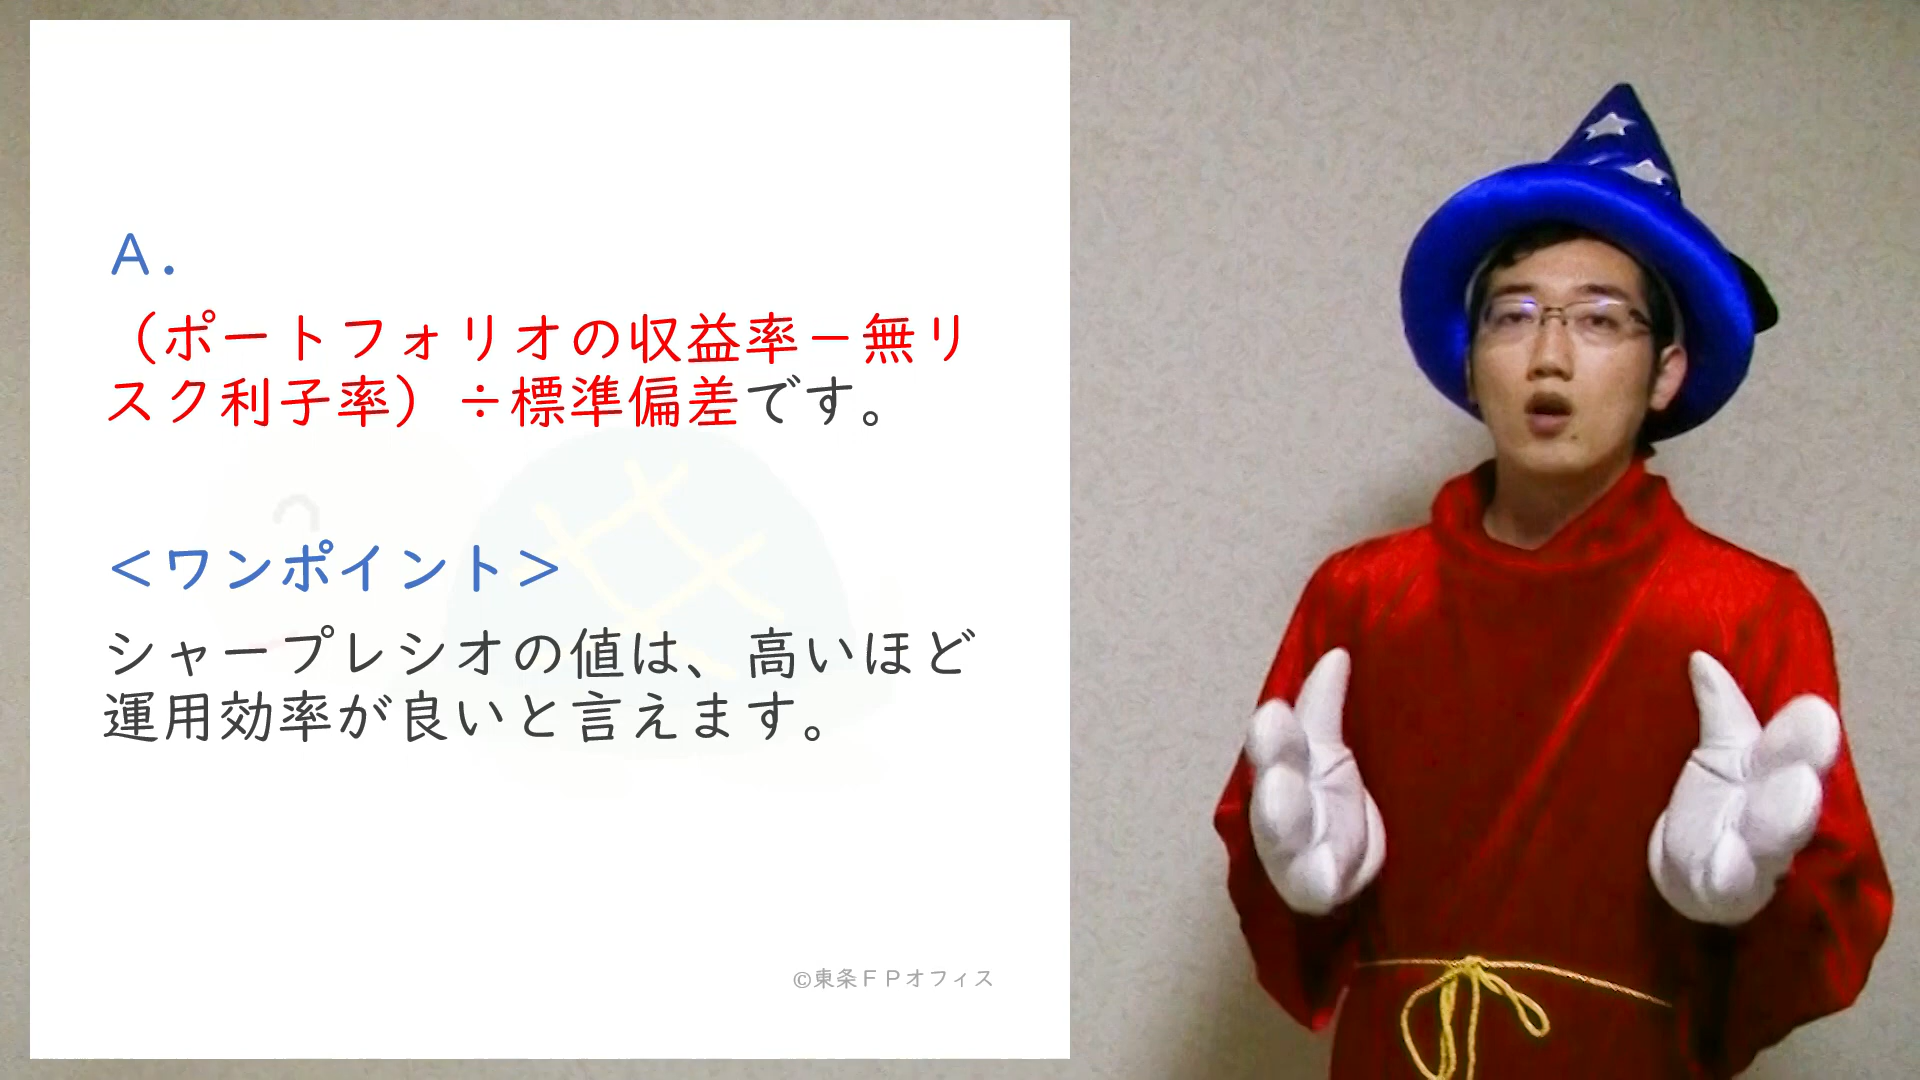 Ａ．
（ポートフォリオの収益率－無リ
スク利子率）÷標準偏差です。
＜ワンポイント＞
シャープレシオの値は、高いほど
運用効率が良いと言えます。
©東条ＦＰオフィス